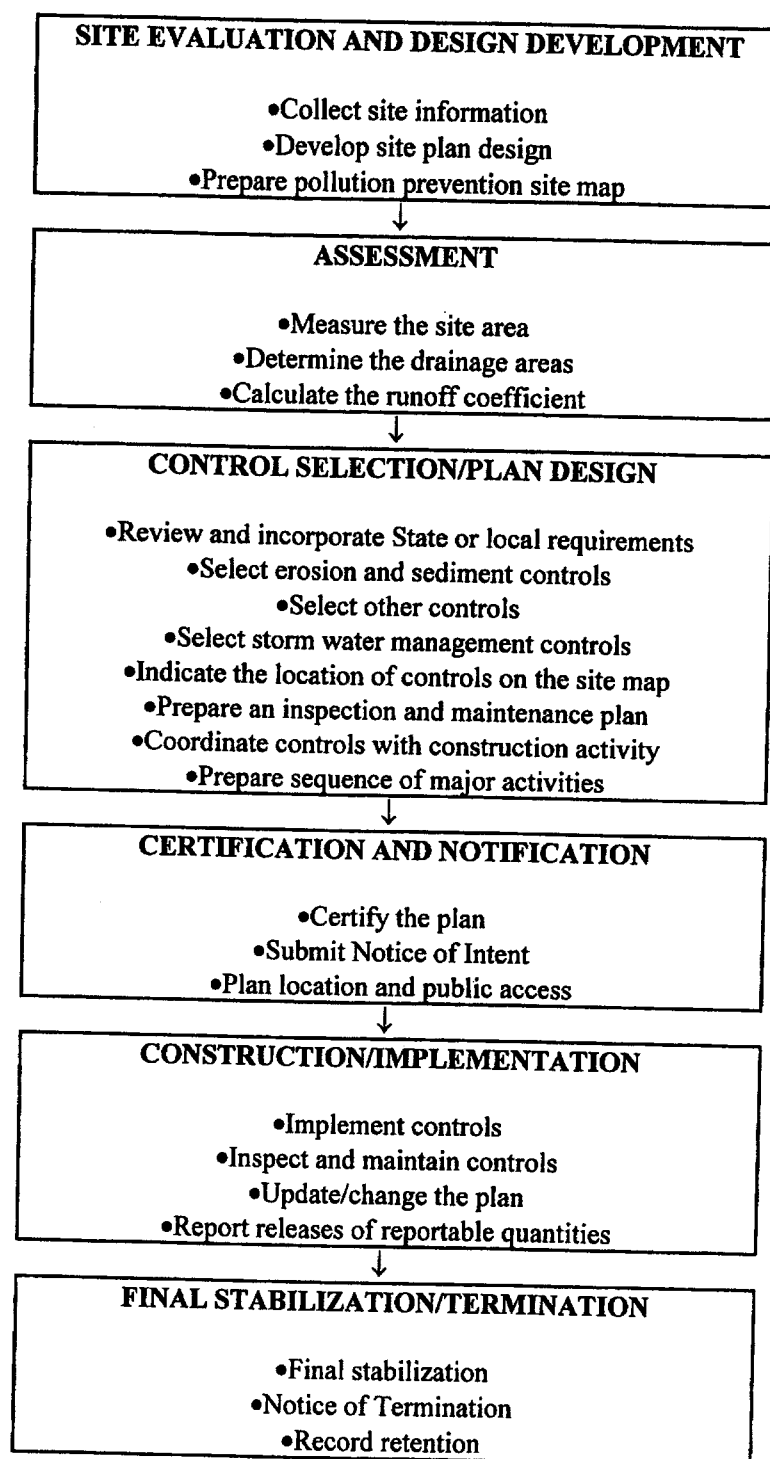 SITE EVALUATION AND DESIGN DEVELOPMENT
•Collect site information
•Develop site plan design
•Prepare pollution prevention site map
↓
ASSESSMENT
•Measure the site area
•Determine the drainage areas
•Calculate the runoff coefficient
↓
CONTROL SELECTION/PLAN DESIGN
•Review and incorporate State or local requirements
•Select erosion and sediment controls
•Select other controls
•Select storm water management controls
•Indicate the location of controls on the site map
•Prepare an inspection and maintenance plan
•Coordinate controls with construction activity
•Prepare sequence of major activities
↓
CERTIFICATION AND NOTIFICATION
•Certify the plan
•Submit Notice of Intent
•Plan location and public access
↓
CONSTRUCTION/IMPLEMENTATION
•Implement controls
•Inspect and maintain controls
•Update/change the plan
•Report releases of reportable quantities
↓
FINAL STABILIZATION/TERMINATION
•Final stabilization
•Notice of Termination
•Record retention